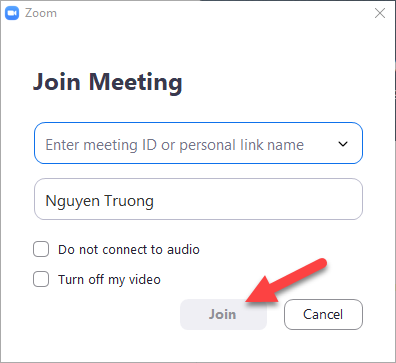 Zoom
Join Meeting
Enter meeting ID or personal link name
Nguyen Truong
Do not connect to audio
Turn off my video
Join Cancel